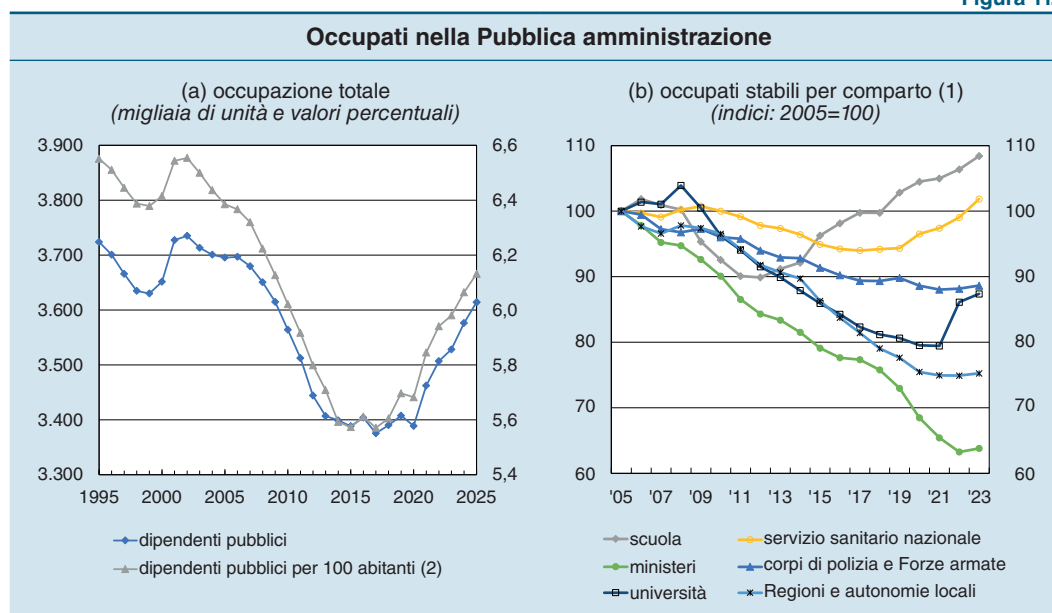 Occupati nella Pubblica amministrazione
(a) occupazione totale
(migliaia di unità e valori percentuali)
3.900
3.800
3.700
3.600
3.500
3.400
3.300
6,6
6,4
6,2
6,0
5,8
5,6
5,4
1995 2000 2005 2010 2015 2020 2025
dipendenti pubblici
dipendenti pubblici per 100 abitanti (2)
(b) occupati stabili per comparto (1)
(indici: 2005=100)
110
100
90
80
70
60
110
100
90
80
70
60
'05 '07 '09 '11 '13 '15 '17 '19 '21 '23
scuola
ministeri
università
servizio sanitario nazionale
corpi di polizia e Forze armate
Regioni e autonomie locali